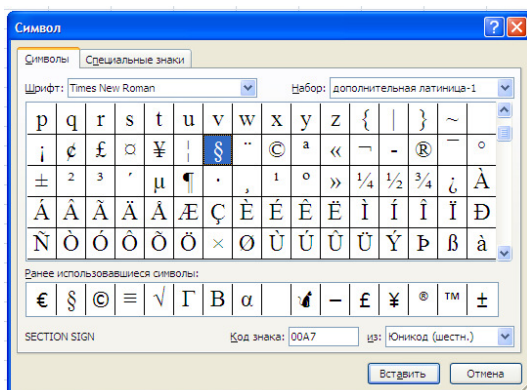 Символ
Символы Специальные знаки
Шрифт: Times New Roman Набор: дополнительная латиница-1
p q r s t u v w x y z { | } ~
¡ ¢ £ ¤ ¥ ¦ § ¨ © ª « ¬ - ® ¯ °
± ² ³ ´ µ ¶ · ¸ ¹ º » ¼ ½ ¾ ¿ À
Á Â Ã Ä Å Æ Ç È É Ê Ë Ì Í Î Ï Ð
Ñ Ò Ó Ô Õ Ö × Ø Ù Ú Û Ü Ý Þ ß à
Ранее использовавшиеся символы:
€ § © ≡ √ Γ Β α – £ ¥ ® ™ ±
SECTION SIGN Код знака: 00A7 из: Юникод (шестн.)
Вставить Отмена